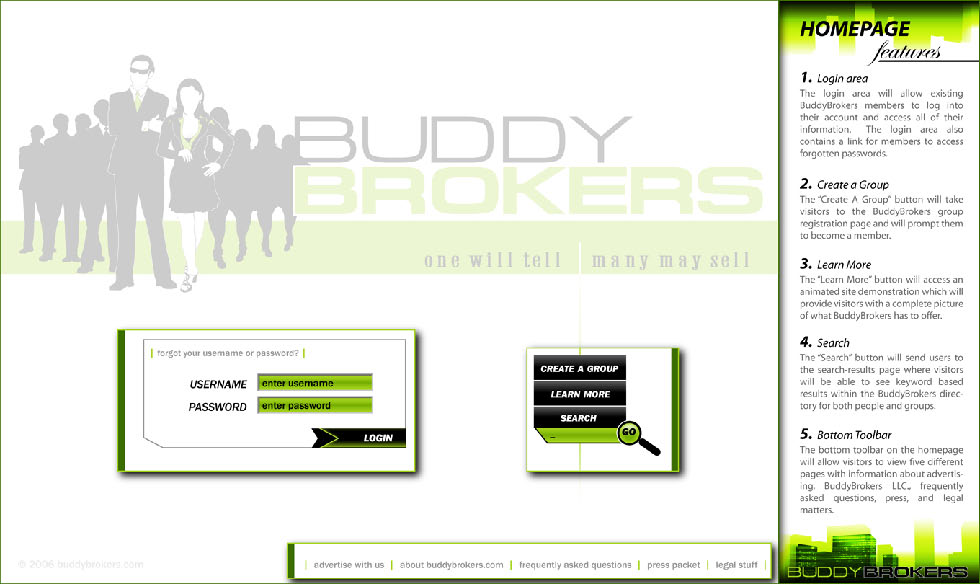 BUDDY
BROKERS
one will tell | many may sell
| forgot your username or password? |
USERNAME enter username
PASSWORD enter password
LOGIN
CREATE A GROUP
LEARN MORE
SEARCH
GO
© 2006 buddybrokers.com
| advertise with us | about buddybrokers.com | frequently asked questions | press packet | legal stuff |
HOMEPAGE
features
1. Login area
The login area will allow existing
BuddyBrokers members to log into
their account and access all of their
information. The login area also
contains a link for members to access
forgotten passwords.
2. Create a Group
The “Create A Group” button will take
visitors to the BuddyBrokers group
registration page and will prompt them
to become a member.
3. Learn More
The “Learn More” button will access an
animated site demonstration which will
provide visitors with a complete picture
of what BuddyBrokers has to offer.
4. Search
The “Search” button will send users to
the search-results page where visitors
will be able to see keyword based
results within the BuddyBrokers direc-
tory for both people and groups.
5. Bottom Toolbar
The bottom toolbar on the homepage
will allow visitors to view five different
pages with information about advertis-
ing, BuddyBrokers LLC., frequently
asked questions, press, and legal
matters.
BUDDYBROKERS